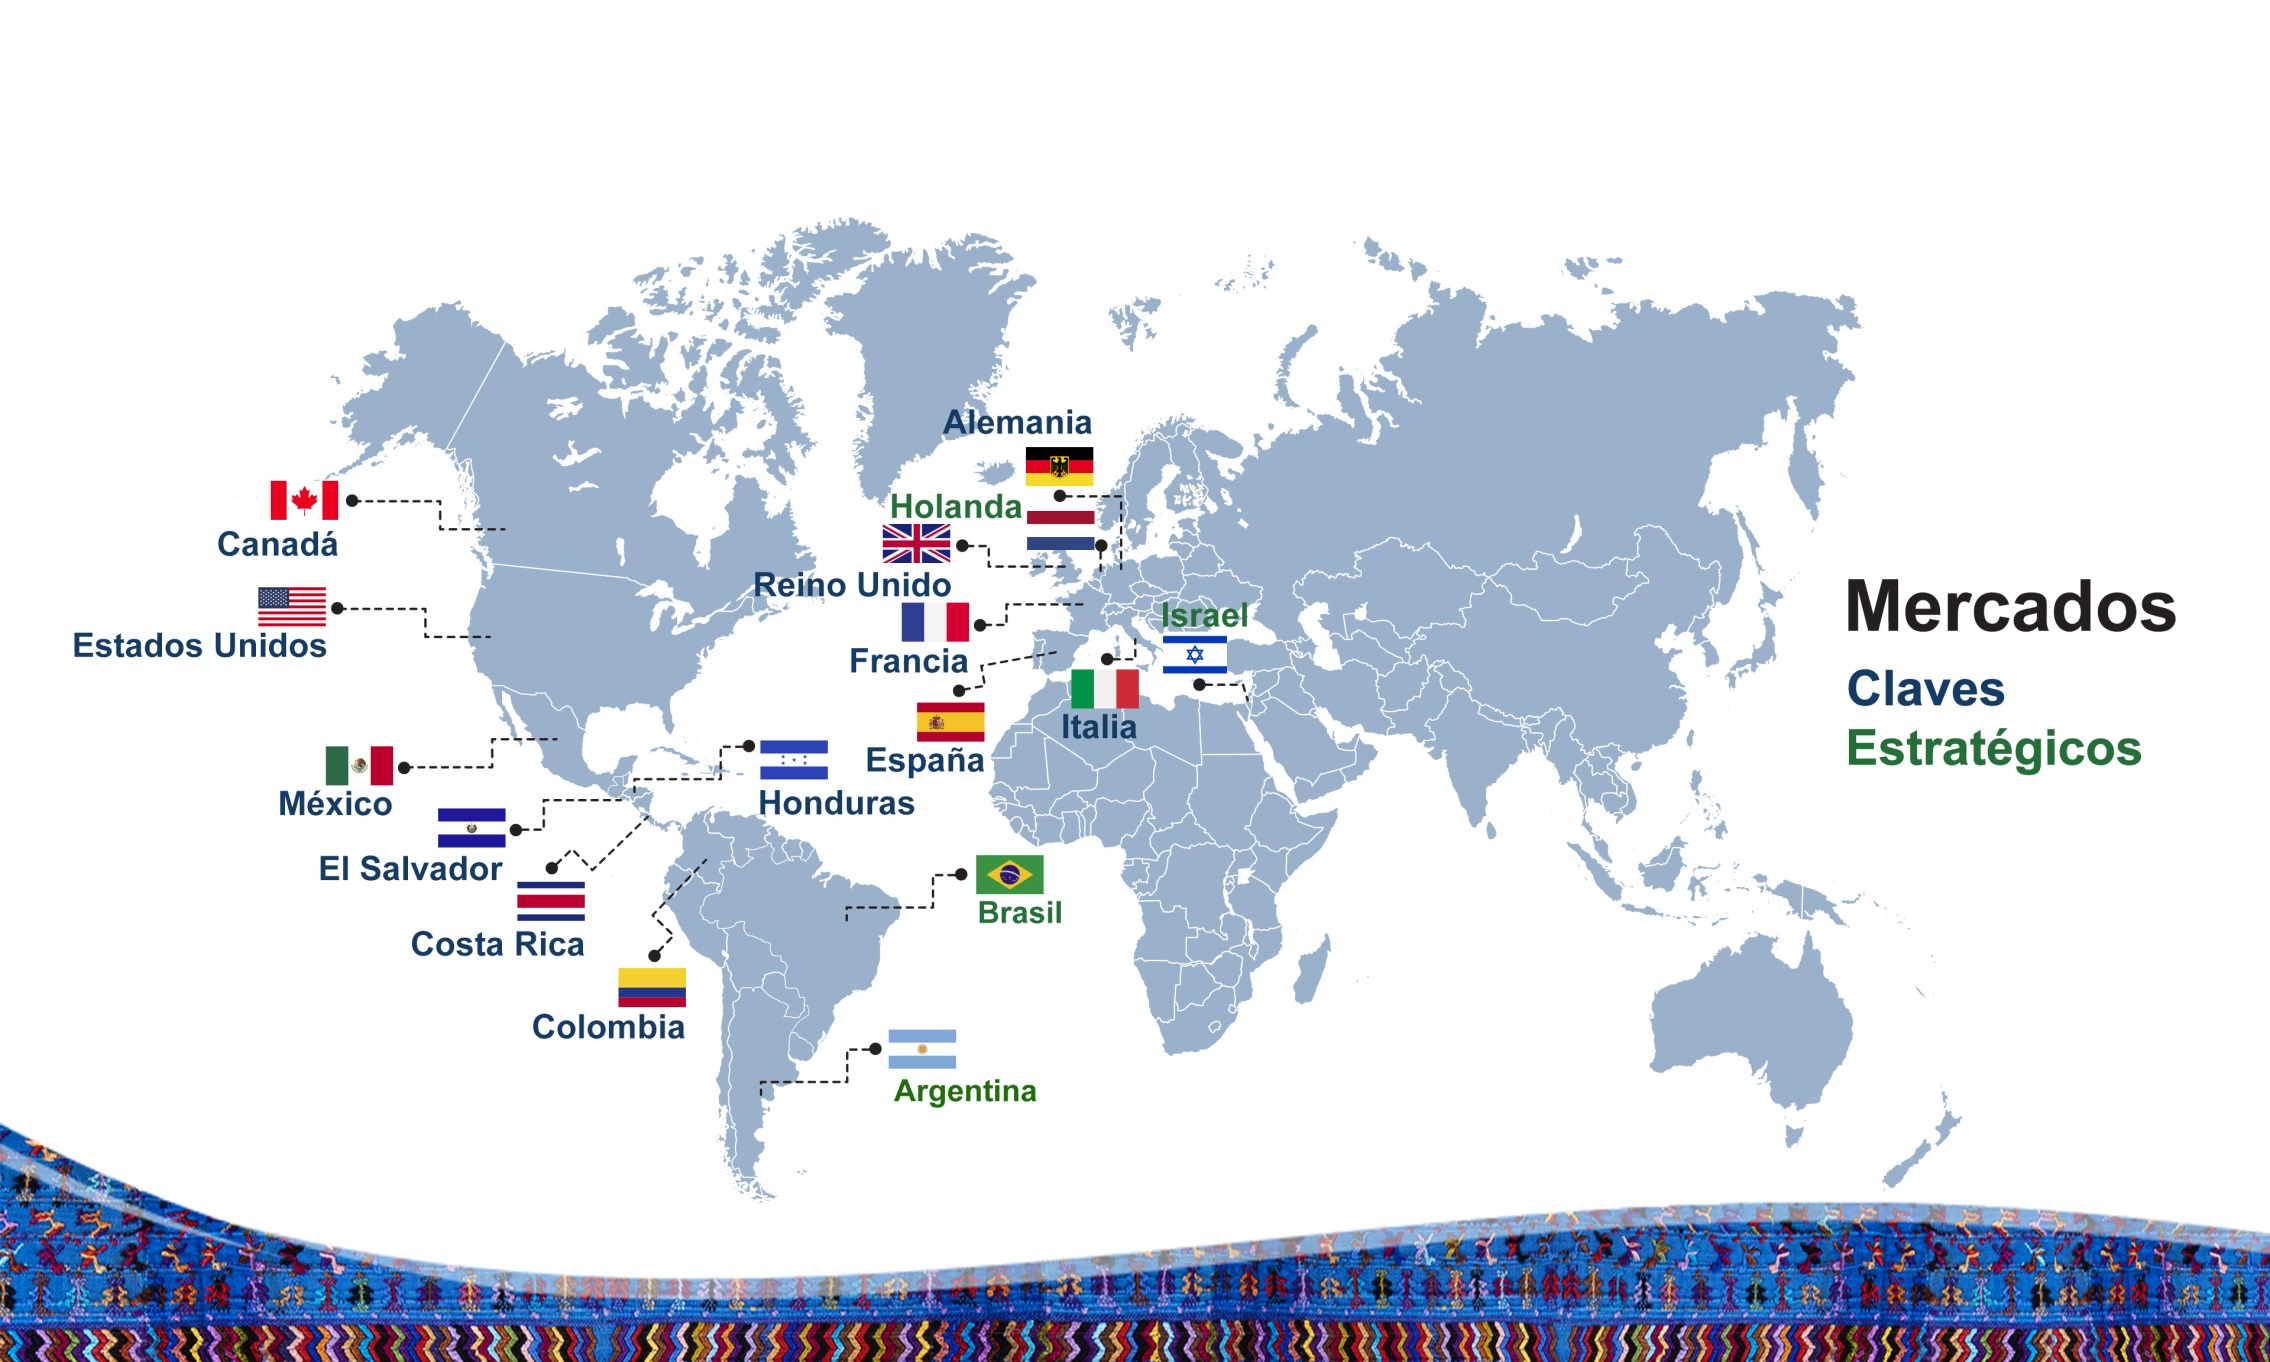 Alemania
Holanda
Canadá
Reino Unido
Estados Unidos
Israel
Francia
Italia
España
México
Honduras
El Salvador
Brasil
Costa Rica
Colombia
Argentina
Mercados
Claves
Estratégicos